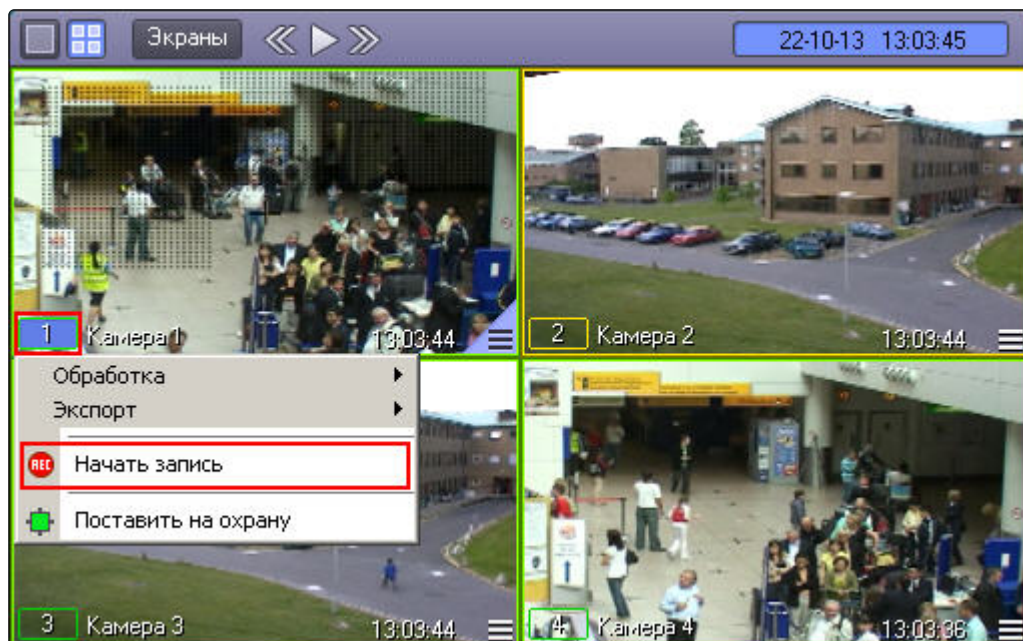 Экраны
22-10-13 13:03:45
1 Камера 1 13:03:44
2 Камера 2 13:03:44
Обработка
Экспорт
REC Начать запись
Поставить на охрану
3 Камера 3 13:03:44
4 Камера 4 13:03:36